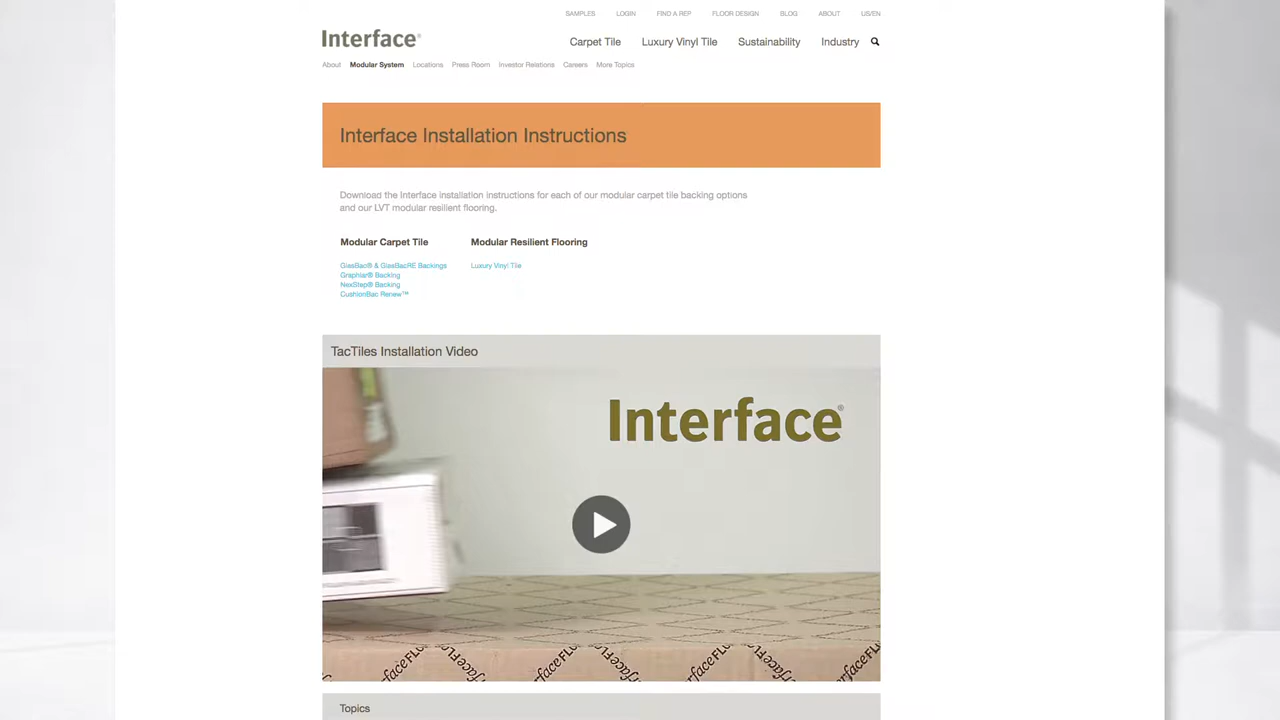 SAMPLES LOGIN FIND A REP FLOOR DESIGN BLOG ABOUT US/EN
Interface®
Carpet Tile Luxury Vinyl Tile Sustainability Industry
About Modular System Locations Press Room Investor Relations Careers More Topics
Interface Installation Instructions
Download the Interface installation instructions for each of our modular carpet tile backing options
and our LVT modular resilient flooring.
Modular Carpet Tile
GlasBac® & GlasBacRE Backings
Graphlar® Backing
NexStep® Backing
CushionBac Renew™
Modular Resilient Flooring
Luxury Vinyl Tile
TacTiles Installation Video
Interface®
Topics